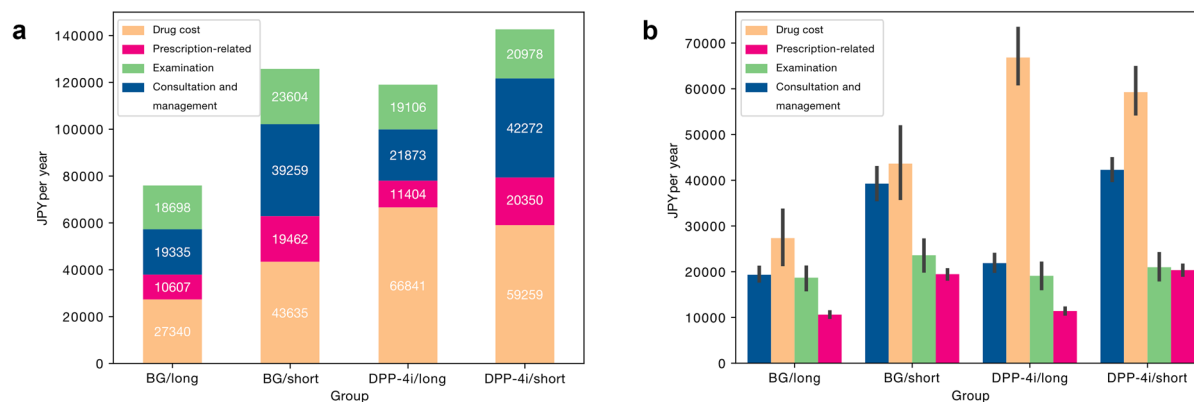 a
Drug cost
Prescription-related
Examination
Consultation and
management
JPY per year
140000
120000
100000
80000
60000
40000
20000
0
18698
19335
10607
27340
23604
39259
19462
43635
19106
21873
11404
66841
20978
42272
20350
59259
BG/long
BG/short
DPP-4i/long
DPP-4i/short
Group
b
Drug cost
Prescription-related
Examination
Consultation and
management
JPY per year
70000
60000
50000
40000
30000
20000
10000
0
BG/long
BG/short
DPP-4i/long
DPP-4i/short
Group